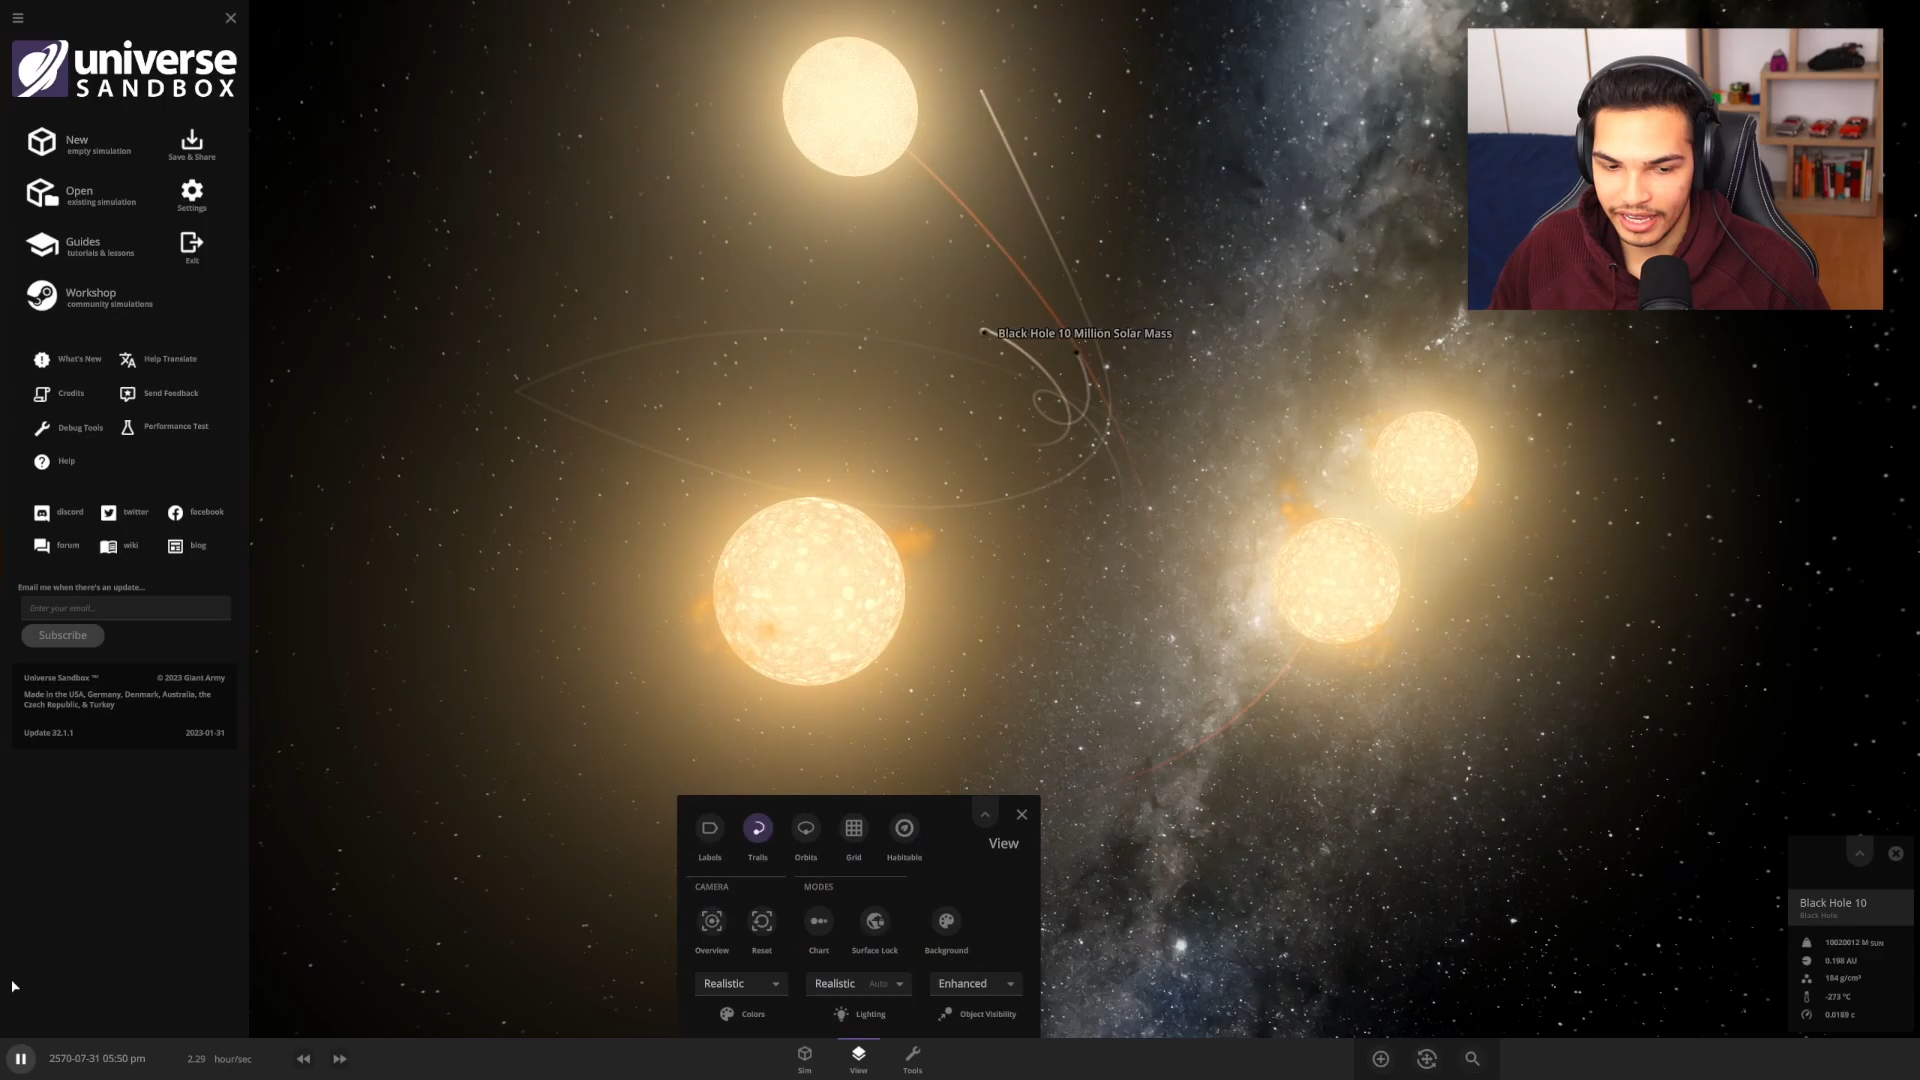 universe
SANDBOX
New
empty simulation
Save & Share
Open
existing simulation
Settings
Guides
tutorials & lessons
Exit
Workshop
community simulations
What's New
Help Translate
Credits
Send Feedback
Debug Tools
Performance Test
Help
discord
twitter
facebook
forum
wiki
blog
Email me when there's an update...
Enter your email...
Subscribe
Universe Sandbox ™
© 2023 Giant Army
Made in the USA, Germany, Denmark, Australia, the
Czech Republic, & Turkey
Update 32.1.1
2023-01-31
Black Hole 10 Million Solar Mass
Labels
Trails
Orbits
Grid
Habitable
View
CAMERA
MODES
Overview
Reset
Chart
Surface Lock
Background
Realistic
Realistic Auto
Enhanced
Colors
Lighting
Object Visibility
Black Hole 10
Black Hole
10020012 M SUN
0.198 AU
184 g/cm³
-273 °C
0.0189 c
2570-07-31 05:50 pm
2.29 hour/sec
Sim
View
Tools